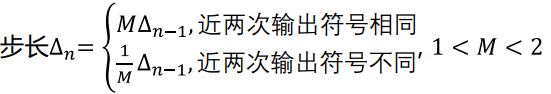 步长Δₙ= { MΔₙ₋₁, 近两次输出符号相同
1/M Δₙ₋₁, 近两次输出符号不同 , 1 < M < 2